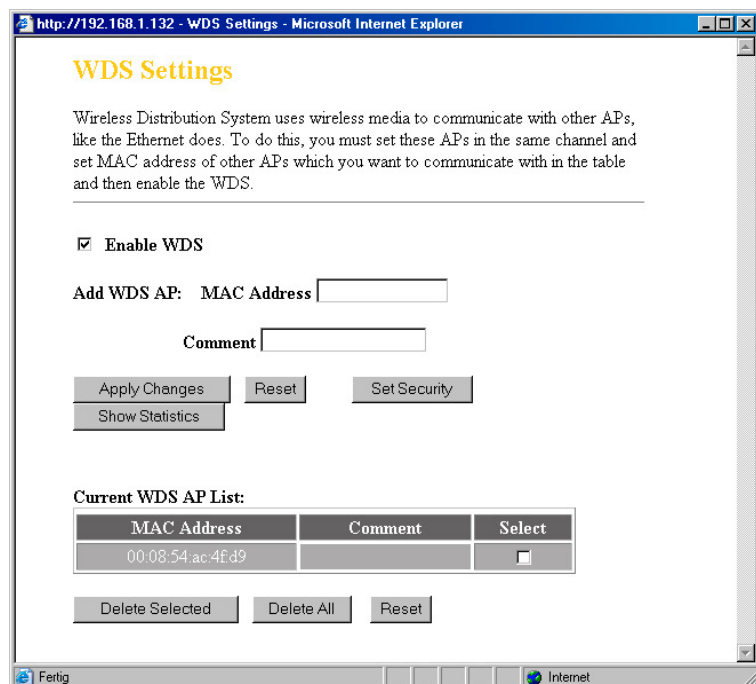 http://192.168.1.132 - WDS Settings - Microsoft Internet Explorer
WDS Settings
Wireless Distribution System uses wireless media to communicate with other APs,
like the Ethernet does. To do this, you must set these APs in the same channel and
set MAC address of other APs which you want to communicate with in the table
and then enable the WDS.
Enable WDS
Add WDS AP: MAC Address
Comment
Apply Changes Reset Set Security
Show Statistics
Current WDS AP List:
MAC Address Comment Select
00:08:54:ac:4f:d9
Delete Selected Delete All Reset
Fertig Internet